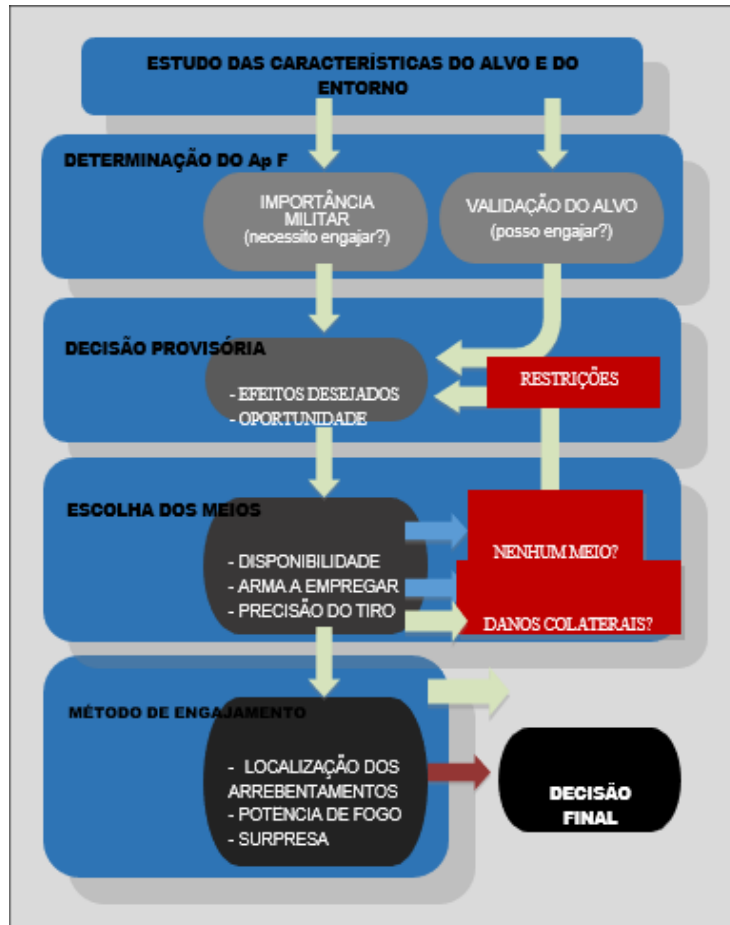 ESTUDO DAS CARACTERÍSTICAS DO ALVO E DO
ENTORNO
DETERMINAÇÃO DO Ap F
IMPORTÂNCIA
MILITAR
(necessito engajar?)
VALIDAÇÃO DO ALVO
(posso engajar?)
DECISÃO PROVISÓRIA
- EFEITOS DESEJADOS
- OPORTUNIDADE
RESTRIÇÕES
ESCOLHA DOS MEIOS
- DISPONIBILIDADE
- ARMA A EMPREGAR
- PRECISÃO DO TIRO
NENHUM MEIO?
DANOS COLATERAIS?
MÉTODO DE ENGAJAMENTO
- LOCALIZAÇÃO DOS
ARREBENTAMENTOS
- POTENCIA DE FOGO
- SURPRESA
DECISÃO
FINAL